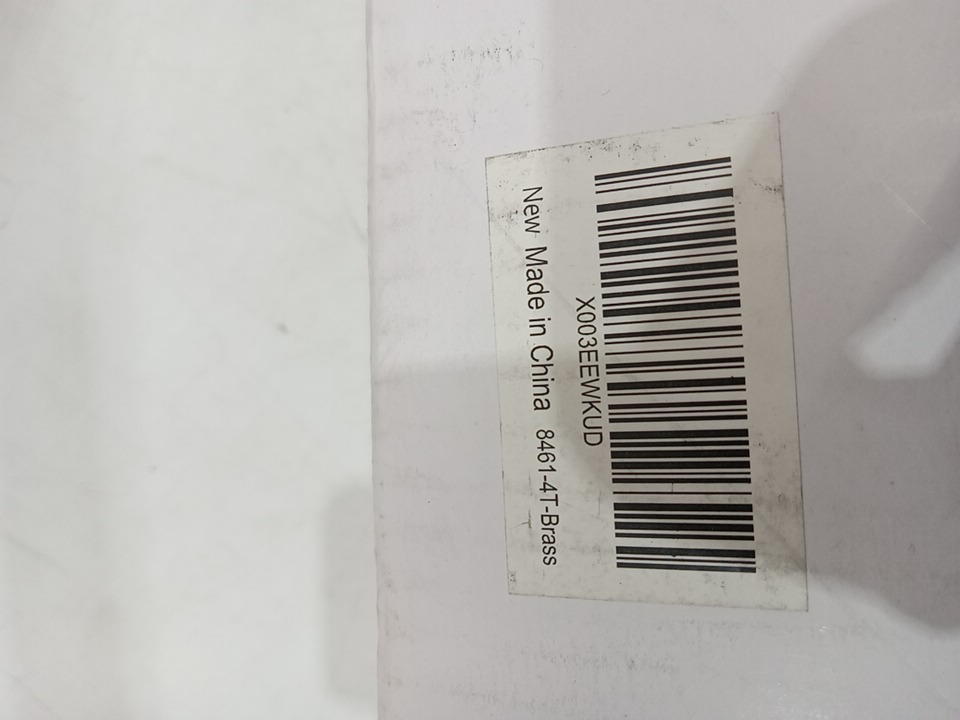 X003EEWKUD
New Made in China 8461-4T-Brass